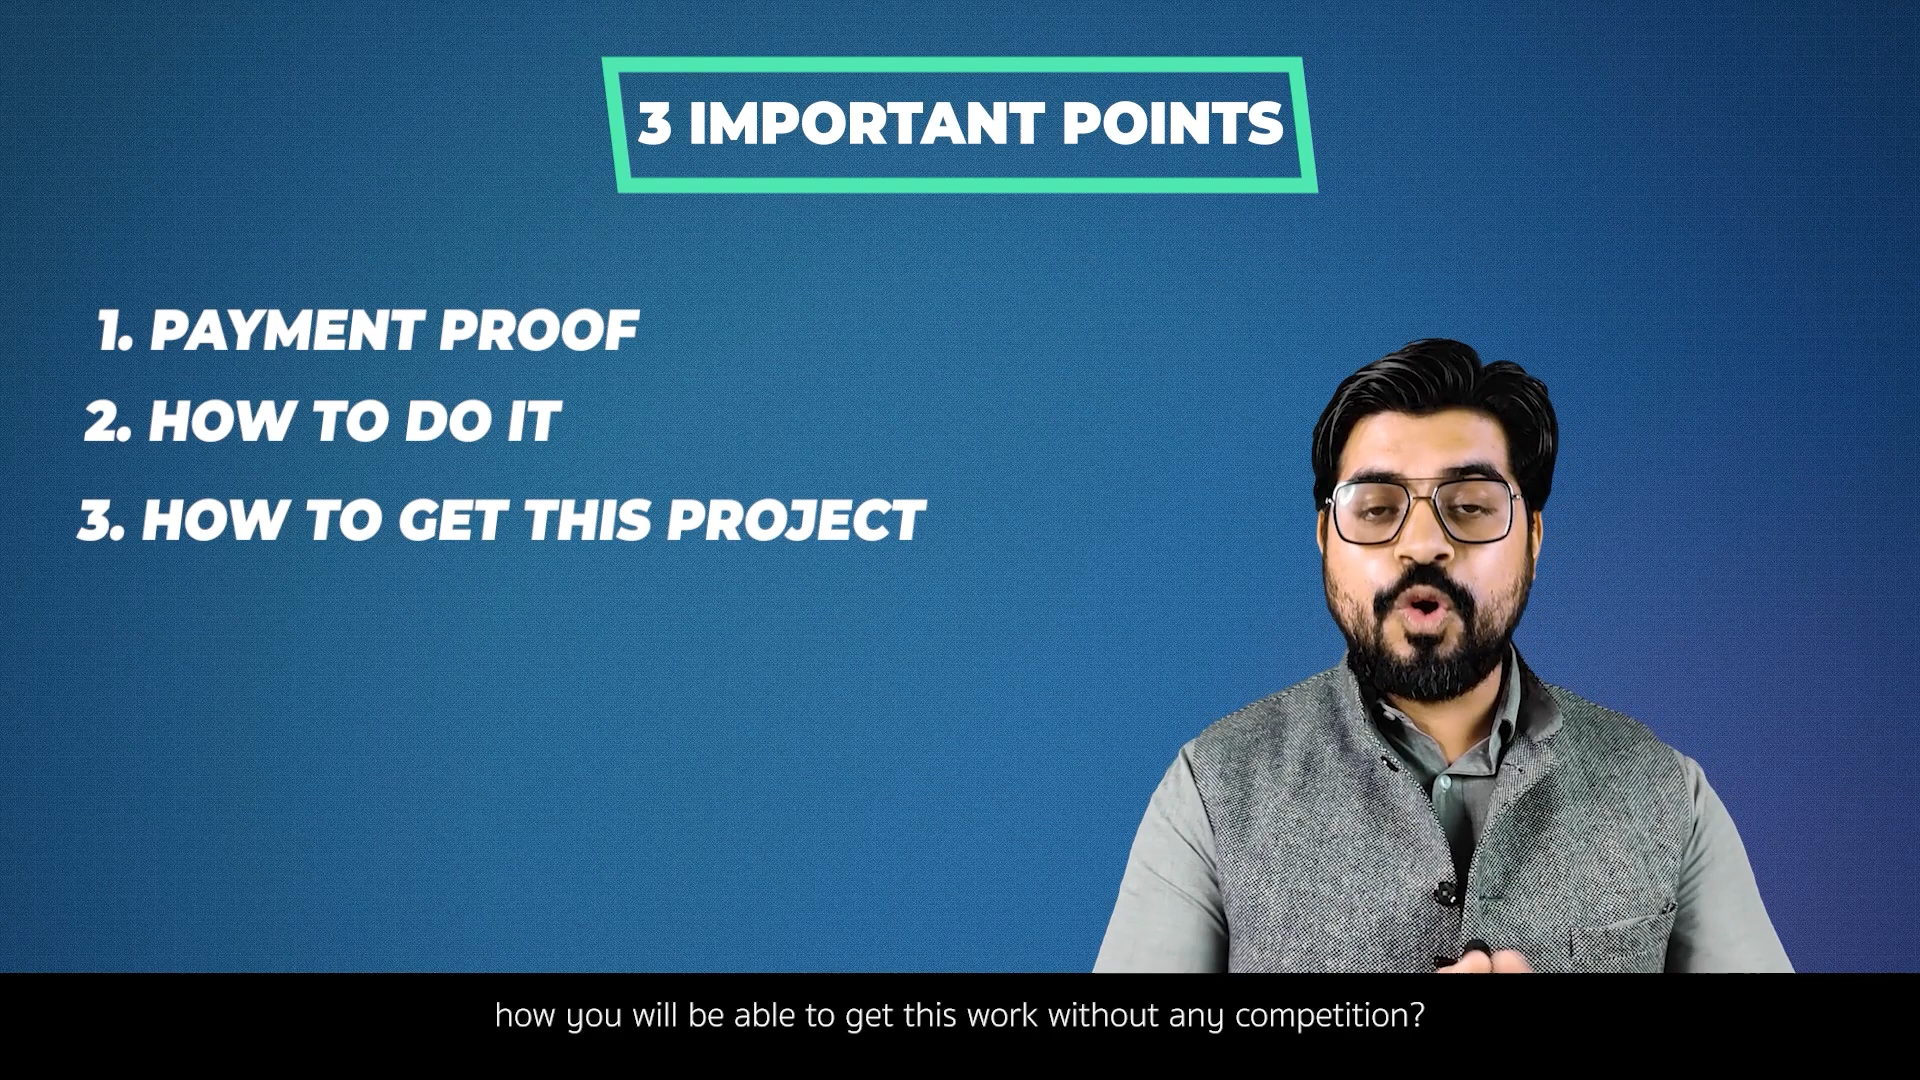 3 IMPORTANT POINTS
1. PAYMENT PROOF
2. HOW TO DO IT
3. HOW TO GET THIS PROJECT
how you will be able to get this work without any competition?